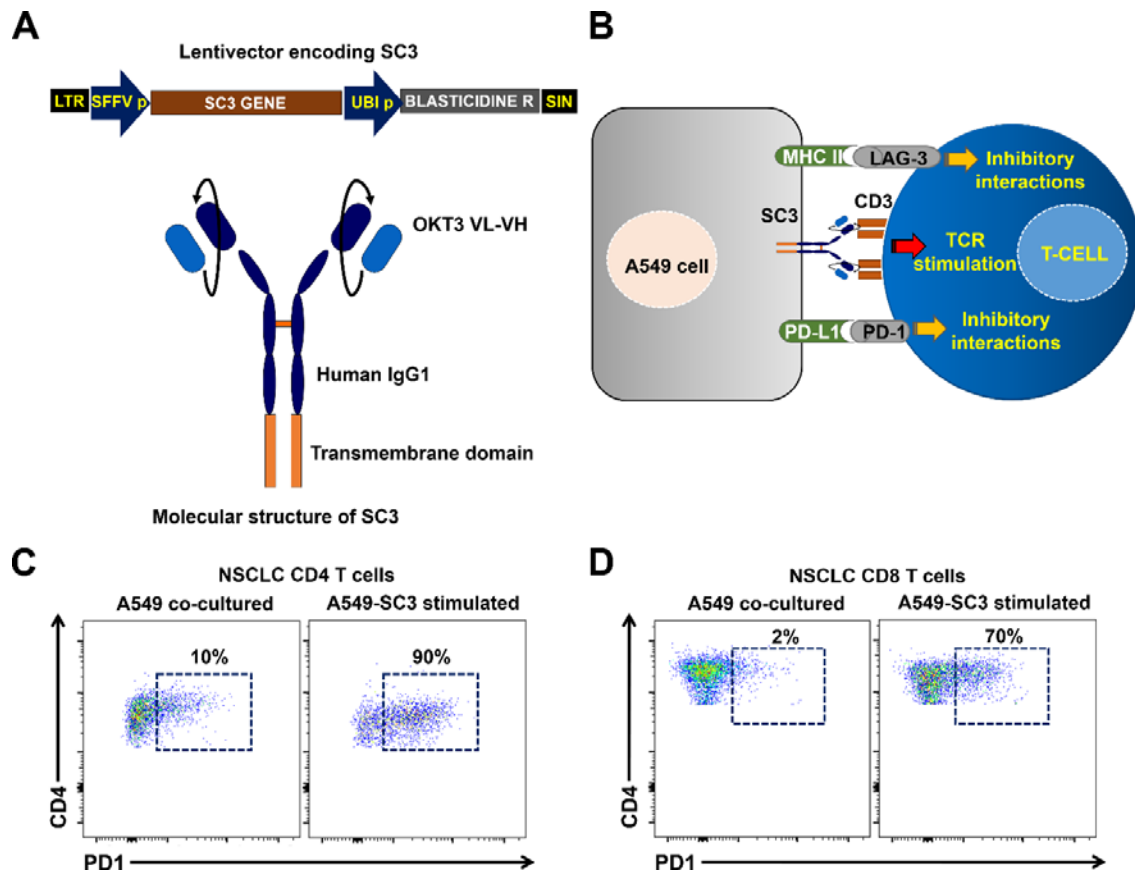 A
Lentivector encoding SC3
LTR SFFV p SC3 GENE UBI p BLASTICIDINE R SIN
OKT3 VL-VH
Human IgG1
Transmembrane domain
Molecular structure of SC3
B
MHC II LAG-3 Inhibitory
interactions
SC3 CD3
A549 cell TCR
stimulation T-CELL
PD-L1 PD-1 Inhibitory
interactions
C
NSCLC CD4 T cells
A549 co-cultured A549-SC3 stimulated
10% 90%
CD4
PD1
D
NSCLC CD8 T cells
A549 co-cultured A549-SC3 stimulated
2% 70%
CD4
PD1